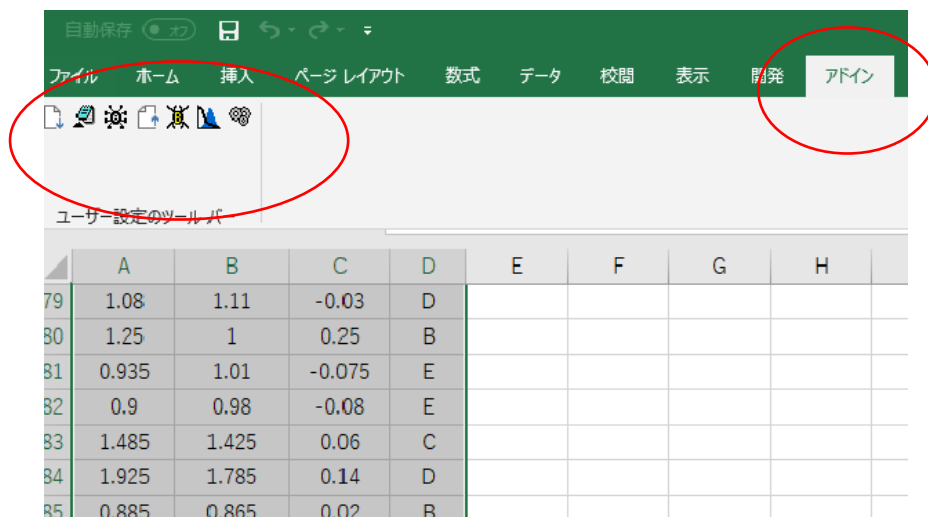 自動保存 オフ
ファイル ホーム 挿入 ページ レイアウト 数式 データ 校閲 表示 開発 アドイン
ユーザー設定のツール バー
A B C D E F G H
79 1.08 1.11 -0.03 D
80 1.25 1 0.25 B
81 0.935 1.01 -0.075 E
82 0.9 0.98 -0.08 E
83 1.485 1.425 0.06 C
84 1.925 1.785 0.14 D
85 0.885 0.865 0.02 B